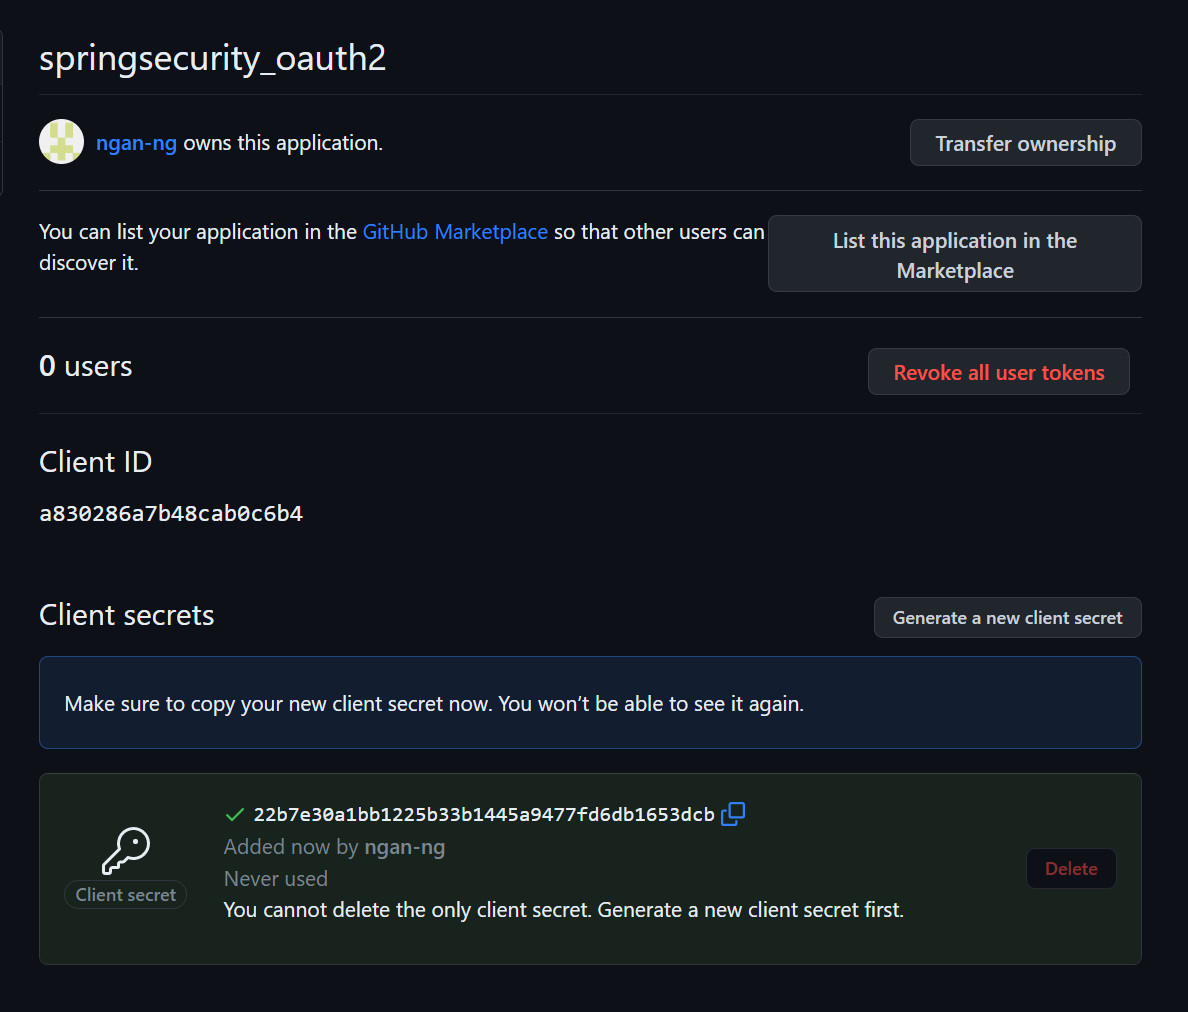 springsecurity_oauth2
ngan-ng owns this application.
Transfer ownership
You can list your application in the GitHub Marketplace so that other users can
discover it.
List this application in the
Marketplace
0 users
Revoke all user tokens
Client ID
a830286a7b48cab0c6b4
Client secrets
Generate a new client secret
Make sure to copy your new client secret now. You won’t be able to see it again.
22b7e30a1bb1225b33b1445a9477fd6db1653dcb
Added now by ngan-ng
Never used
You cannot delete the only client secret. Generate a new client secret first.
Client secret
Delete